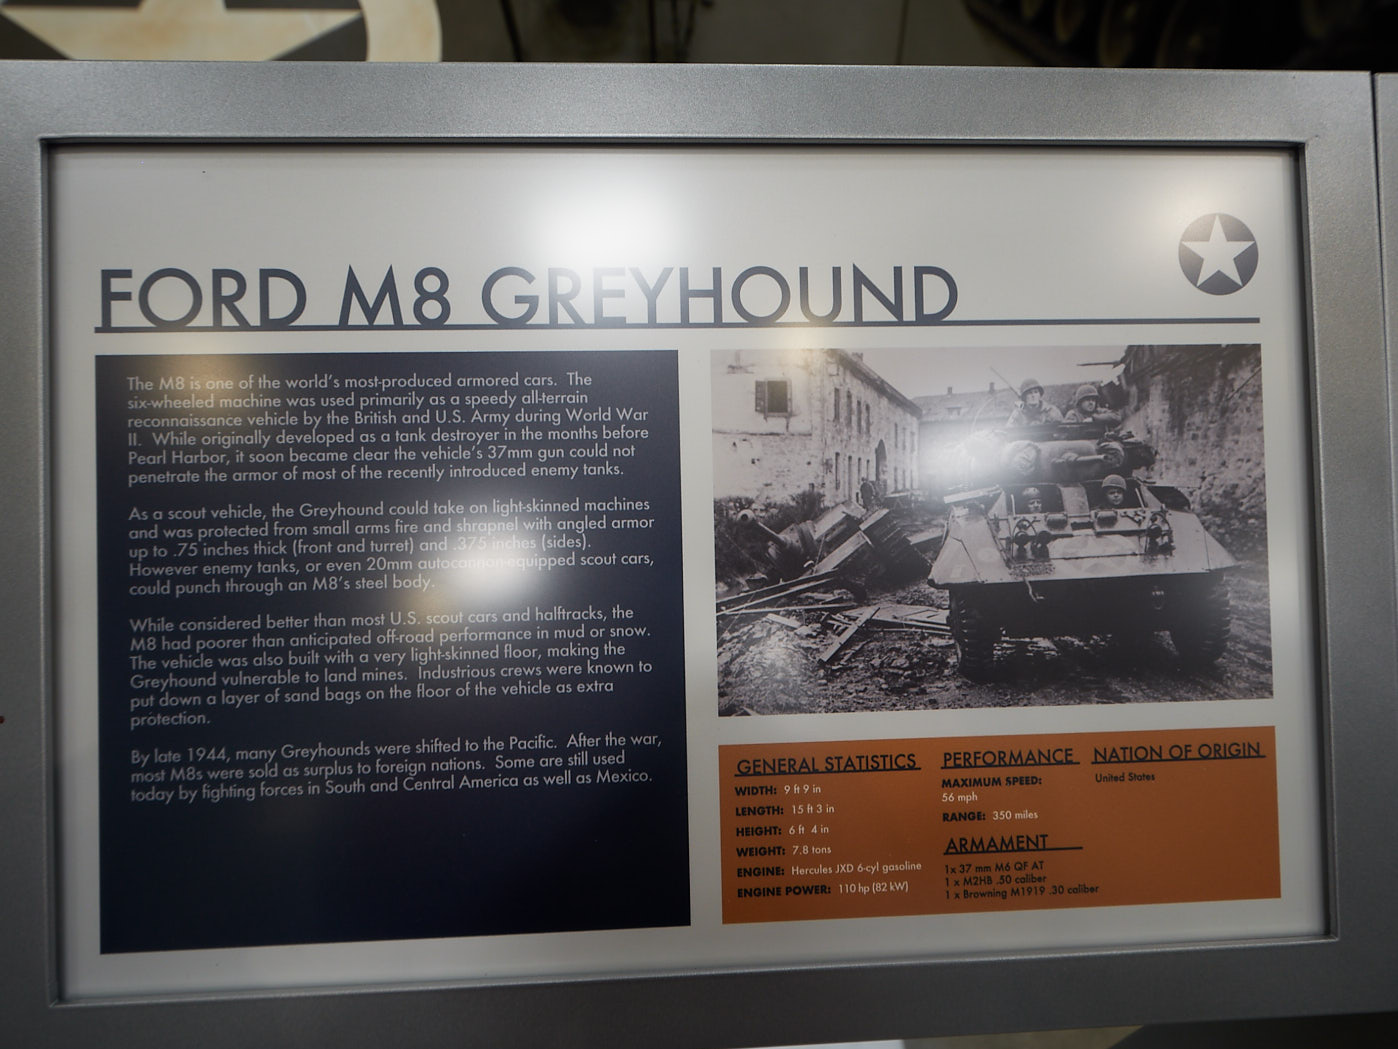 FORD M8 GREYHOUND
The M8 is one of the world's most-produced armored cars. The
six-wheeled machine was used primarily as a speedy all-terrain
reconnaissance vehicle by the British and U.S. Army during World War
II. While originally developed as a tank destroyer in the months before
Pearl Harbor, it soon became clear the vehicle's 37mm gun could not
penetrate the armor of most of the recently introduced enemy tanks.
As a scout vehicle, the Greyhound could take on light-skinned machines
and was protected from small arms fire and shrapnel with angled armor
up to .75 inches thick (front and turret) and .375 inches (sides).
However enemy tanks, or even 20mm autocannon-equipped scout cars,
could punch through an M8's steel body.
While considered better than most U.S. scout cars and halftracks, the
M8 had poorer than anticipated off-road performance in mud or snow.
The vehicle was also built with a very light-skinned floor, making the
Greyhound vulnerable to land mines. Industrious crews were known to
put down a layer of sand bags on the floor of the vehicle as extra
protection.
By late 1944, many Greyhounds were shifted to the Pacific. After the war,
most M8s were sold as surplus to foreign nations. Some are still used
today by fighting forces in South and Central America as well as Mexico.
GENERAL STATISTICS
WIDTH: 9 ft 9 in
LENGTH: 15 ft 3 in
HEIGHT: 6 ft 4 in
WEIGHT: 7.8 tons
ENGINE: Hercules JXD 6-cyl gasoline
ENGINE POWER: 110 hp (82 kW)
PERFORMANCE
MAXIMUM SPEED:
56 mph
RANGE: 350 miles
ARMAMENT
1x 37 mm M6 QF AT
1 x M2HB .50 caliber
1 x Browning M1919 .30 caliber
NATION OF ORIGIN
United States